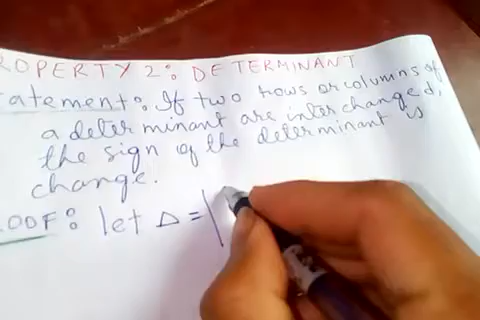 ROPERTY 2: DETERMINANT
tatement: If two rows or columns of
a determinant are interchanged,
the sign of the determinant is
change.
OOF: let Δ = |